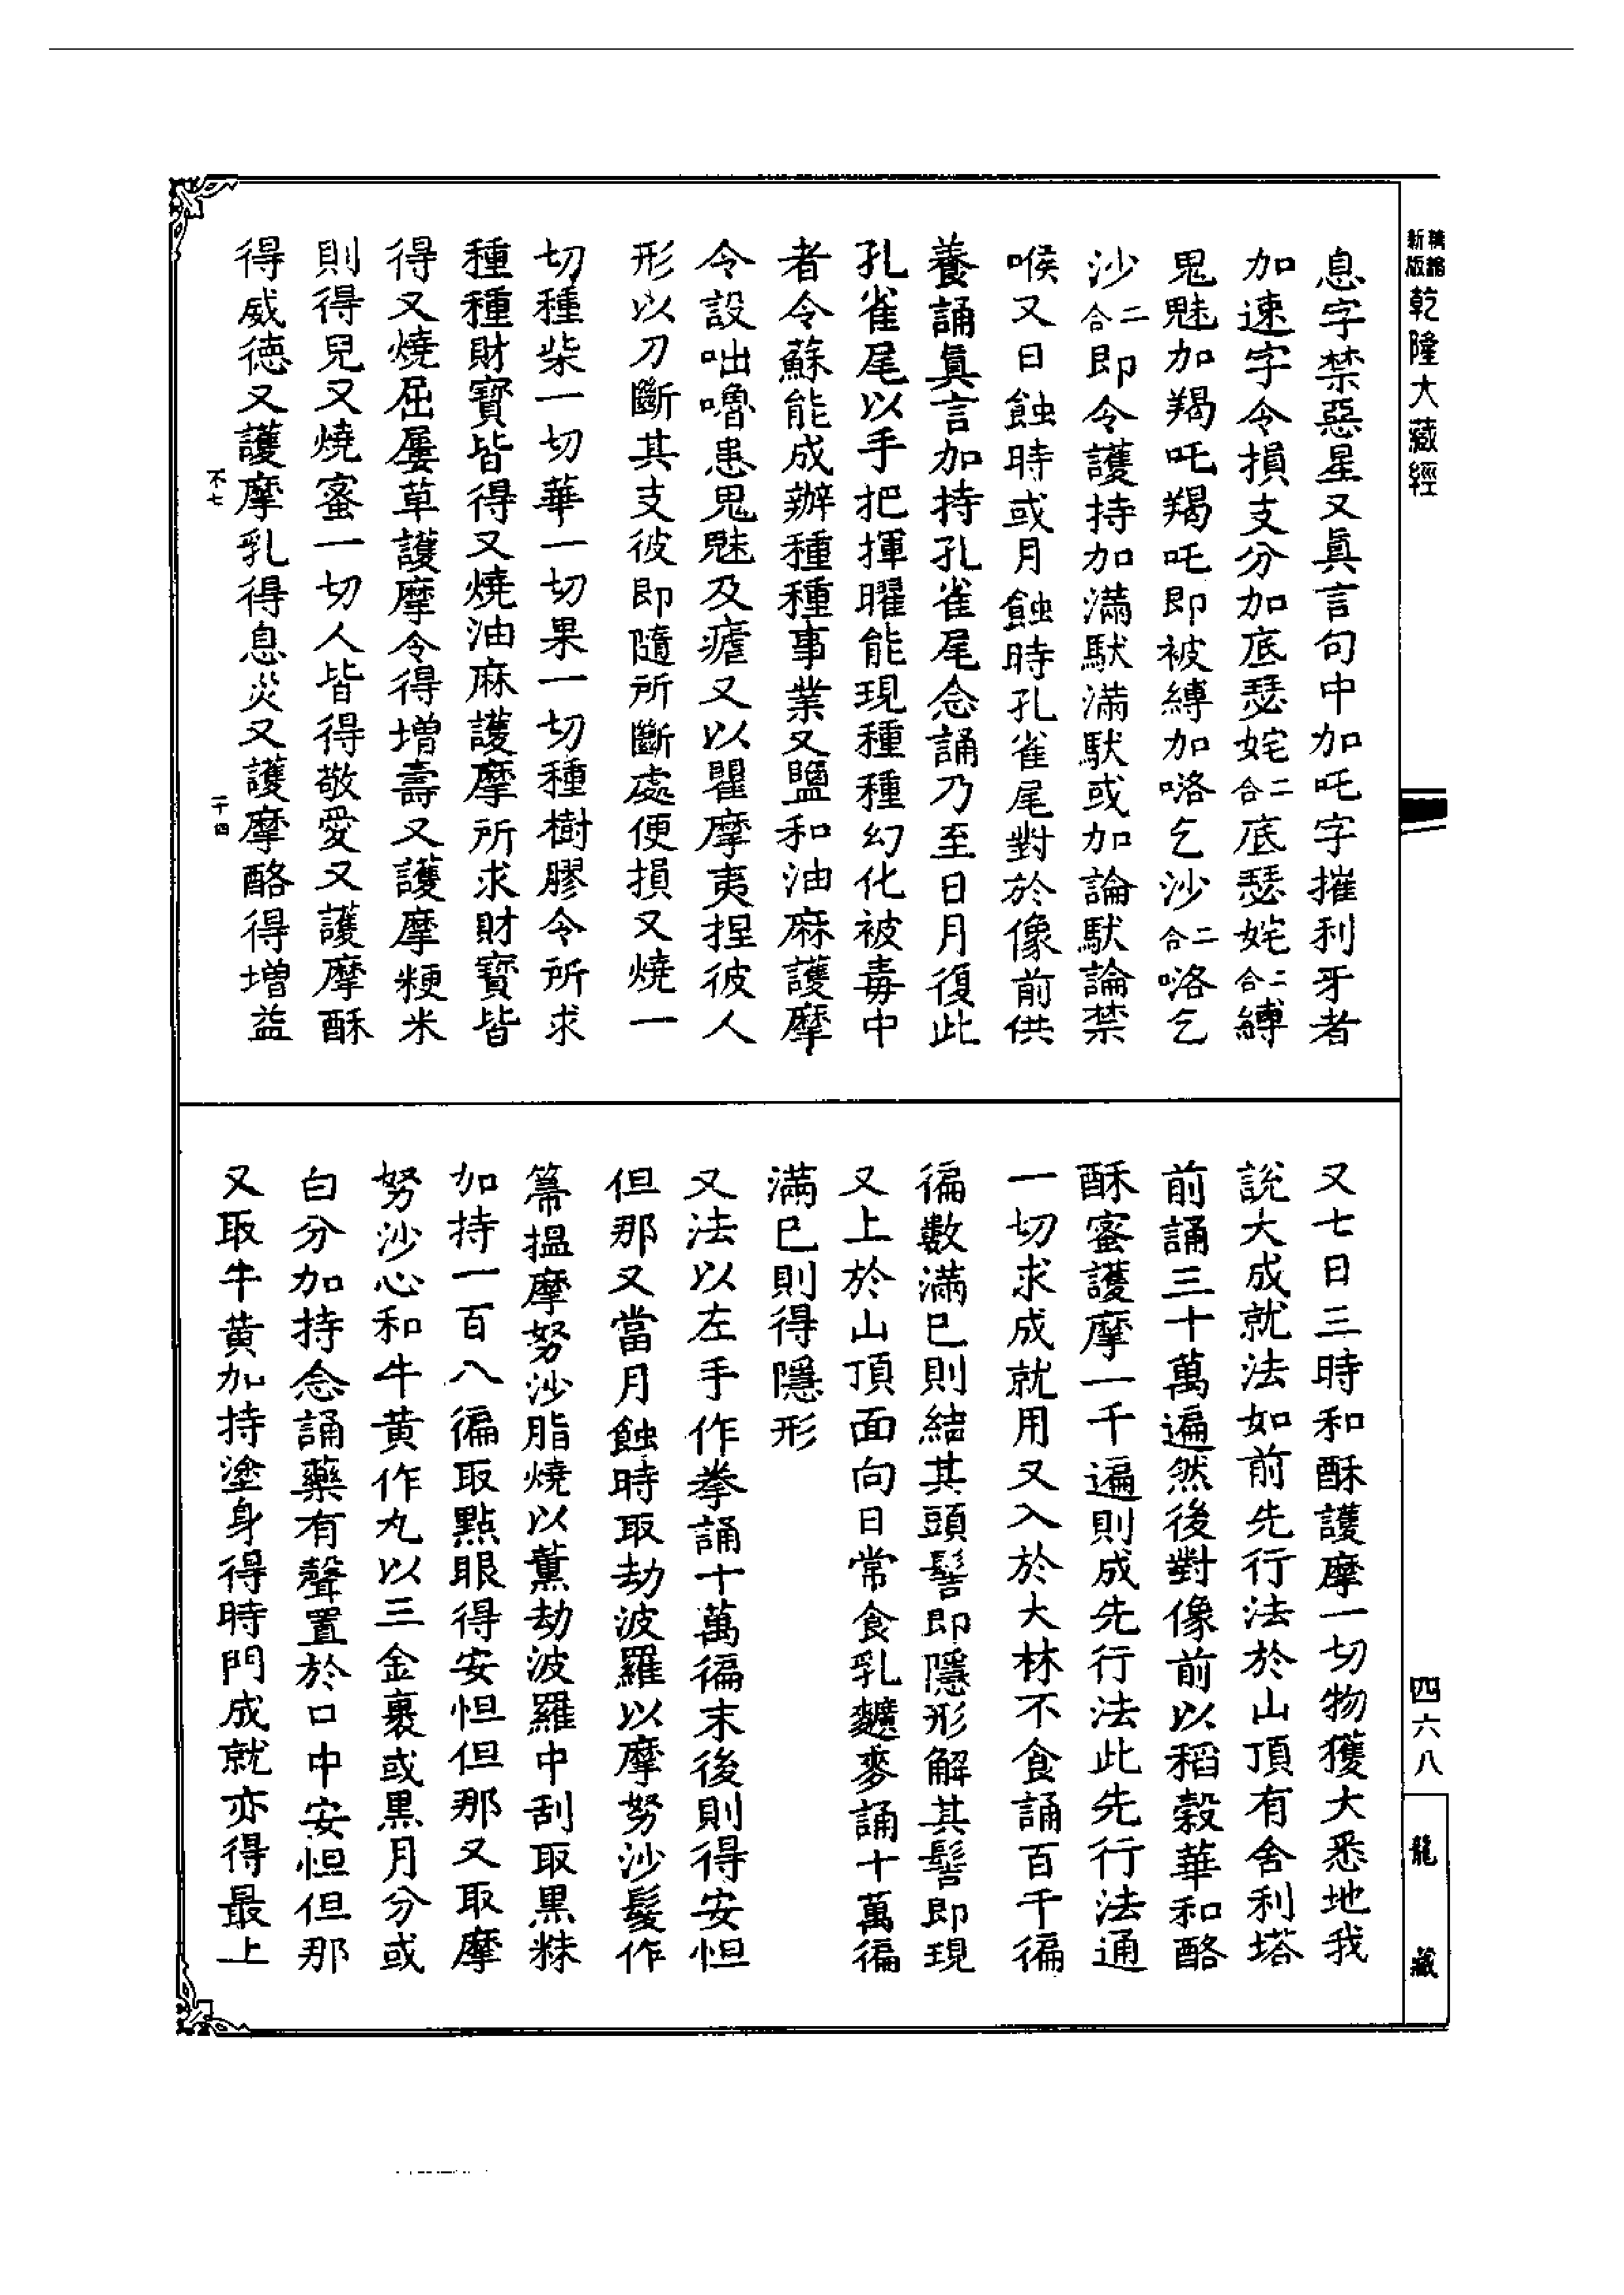 新版
乾隆大藏經
息字禁惡星又眞言句中加吒字摧利牙者
加速字令損支分加底瑟姹二合底瑟姹二合縛
鬼魅加羯吒羯吒即被縛加咯乞沙二合咯乞
沙二合即令護持加滿馱滿馱或加論馱論禁
喉又日蝕時或月蝕時孔雀尾對於像前供
養誦眞言加持孔雀尾念誦乃至日月復此
孔雀尾以手把揮曜能現種種幻化被毒中
者令蘇能成辦種種事業又鹽和油麻護摩
令設咄嚕患鬼魅及瘧又以瞿摩夷捏彼人
形以刀斷其支彼即隨所斷處便損又燒一
切種柴一切華一切果一切種樹膠令所求
種種財寶皆得又燒油麻護摩所求財寶皆
得又燒屈屢草護摩令得增壽又護摩粳米
則得兒又燒蜜一切人皆得敬愛又護摩酥
得威德又護摩乳得息災又護摩酪得增益
不七
二十四
又七日三時和酥護摩一切物獲大悉地我
說大成就法如前先行法於山頂有舍利塔
前誦三十萬遍然後對像前以稻穀華和酪
酥蜜護摩一千遍則成先行法此先行法通
一切求成就用又入於大林不食誦百千徧
徧數滿已則結其頭髻即隱形解其髻即現
又上於山頂面向日常食乳麨麥誦十萬徧
滿已則得隱形
又法以左手作拳誦十萬徧末後則得安怛
但那又當月蝕時取劫波羅以摩努沙髮作
篝搵摩努沙脂燒以薰劫波羅中刮取黑粖
加持一百八徧取點眼得安怛但那又取摩
努沙心和牛黄作丸以三金裹或黑月分或
白分加持念誦藥有聲置於口中安怛但那
又取牛黄加持塗身得時門成就亦得最上
四六八
龍藏